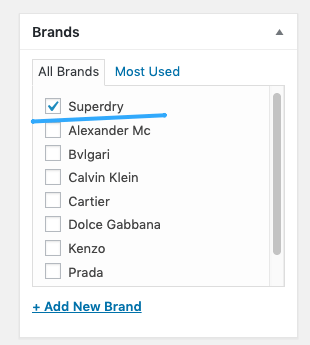 Brands
All Brands
Most Used
Superdry
Alexander Mc
Bvlgari
Calvin Klein
Cartier
Dolce Gabbana
Kenzo
Prada
+ Add New Brand